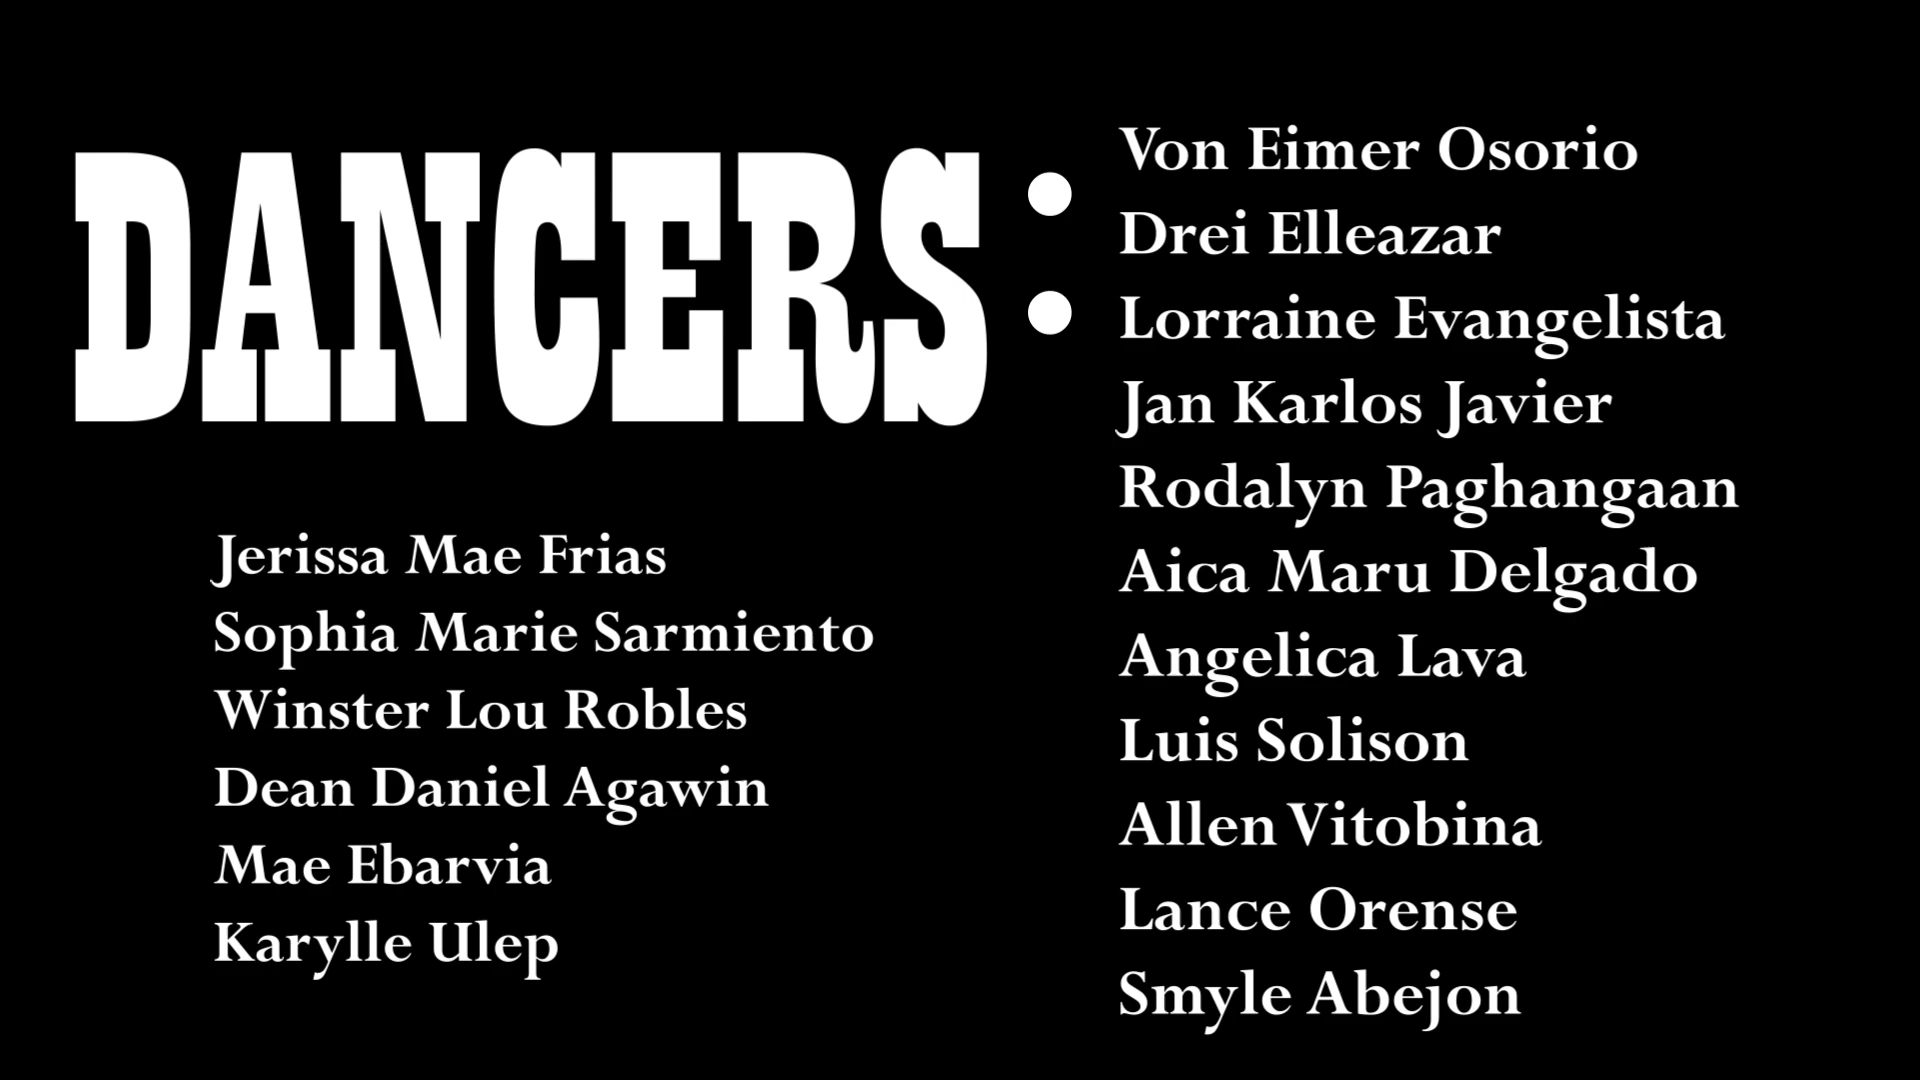 DANCERS:
Jerissa Mae Frias
Sophia Marie Sarmiento
Winster Lou Robles
Dean Daniel Agawin
Mae Ebarvia
Karylle Ulep
Von Eimer Osorio
Drei Elleazar
Lorraine Evangelista
Jan Karlos Javier
Rodalyn Paghangaan
Aica Maru Delgado
Angelica Lava
Luis Solison
Allen Vitobina
Lance Orense
Smyle Abejon